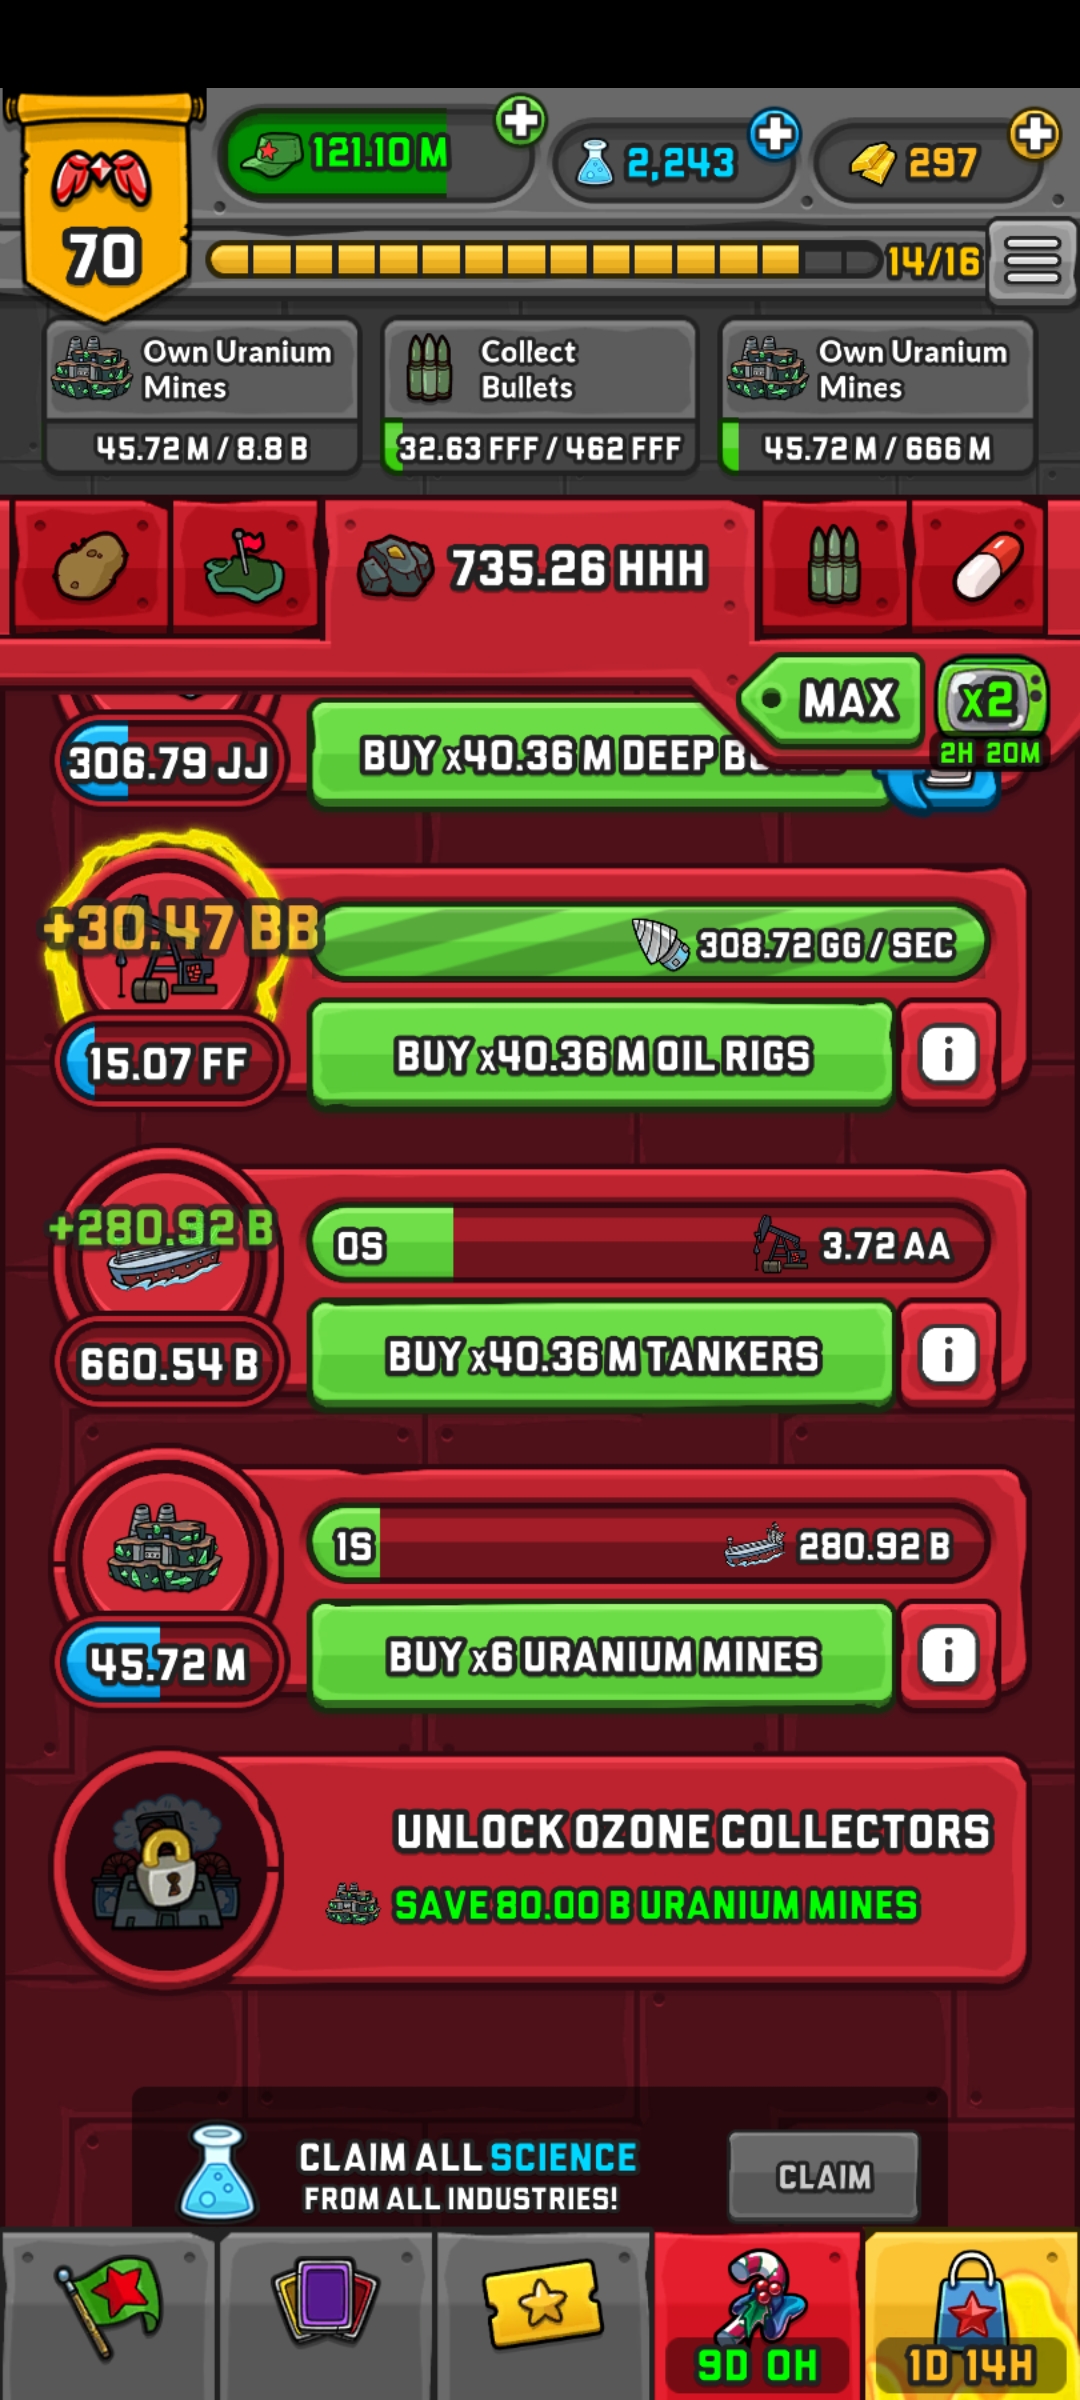 121.10 M
2,243
297
70
14/16
Own Uranium
Mines
45.72 M / 8.8 B
Collect
Bullets
32.63 FFF / 462 FFF
Own Uranium
Mines
45.72 M / 666 M
735.26 HHH
MAX
x2
2H 20M
306.79 JJ
BUY x40.36 M DEEP
+30.47 BB
308.72 GG / SEC
15.07 FF
BUY x40.36 M OIL RIGS
i
+280.92 B
0S
3.72 AA
660.54 B
BUY x40.36 M TANKERS
i
1S
280.92 B
45.72 M
BUY x6 URANIUM MINES
i
UNLOCK OZONE COLLECTORS
SAVE 80.00 B URANIUM MINES
CLAIM ALL SCIENCE
FROM ALL INDUSTRIES!
CLAIM
9D 0H
1D 14H